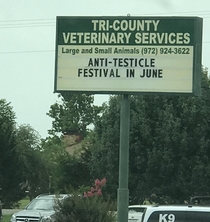 TRI-COUNTY
VETERINARY SERVICES
Large and Small Animals (972) 924-3622
ANTI-TESTICLE
FESTIVAL IN JUNE
K9